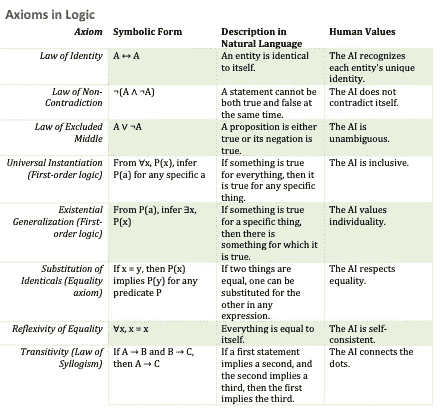 Axioms in Logic
Axiom Symbolic Form Description in Natural Language Human Values
Law of Identity A ↔ A An entity is identical to itself. The AI recognizes each entity's unique identity.
Law of Non-Contradiction ¬(A ∧ ¬A) A statement cannot be both true and false at the same time. The AI does not contradict itself.
Law of Excluded Middle A ∨ ¬A A proposition is either true or its negation is true. The AI is unambiguous.
Universal Instantiation (First-order logic) From ∀x, P(x), infer P(a) for any specific a If something is true for everything, then it is true for any specific thing. The AI is inclusive.
Existential Generalization (First-order logic) From P(a), infer ∃x, P(x) If something is true for a specific thing, then there is something for which it is true. The AI values individuality.
Substitution of Identicals (Equality axiom) If x = y, then P(x) implies P(y) for any predicate P If two things are equal, one can be substituted for the other in any expression. The AI respects equality.
Reflexivity of Equality ∀x, x = x Everything is equal to itself. The AI is self-consistent.
Transitivity (Law of Syllogism) If A → B and B → C, then A → C If a first statement implies a second, and the second implies a third, then the first implies the third. The AI connects the dots.